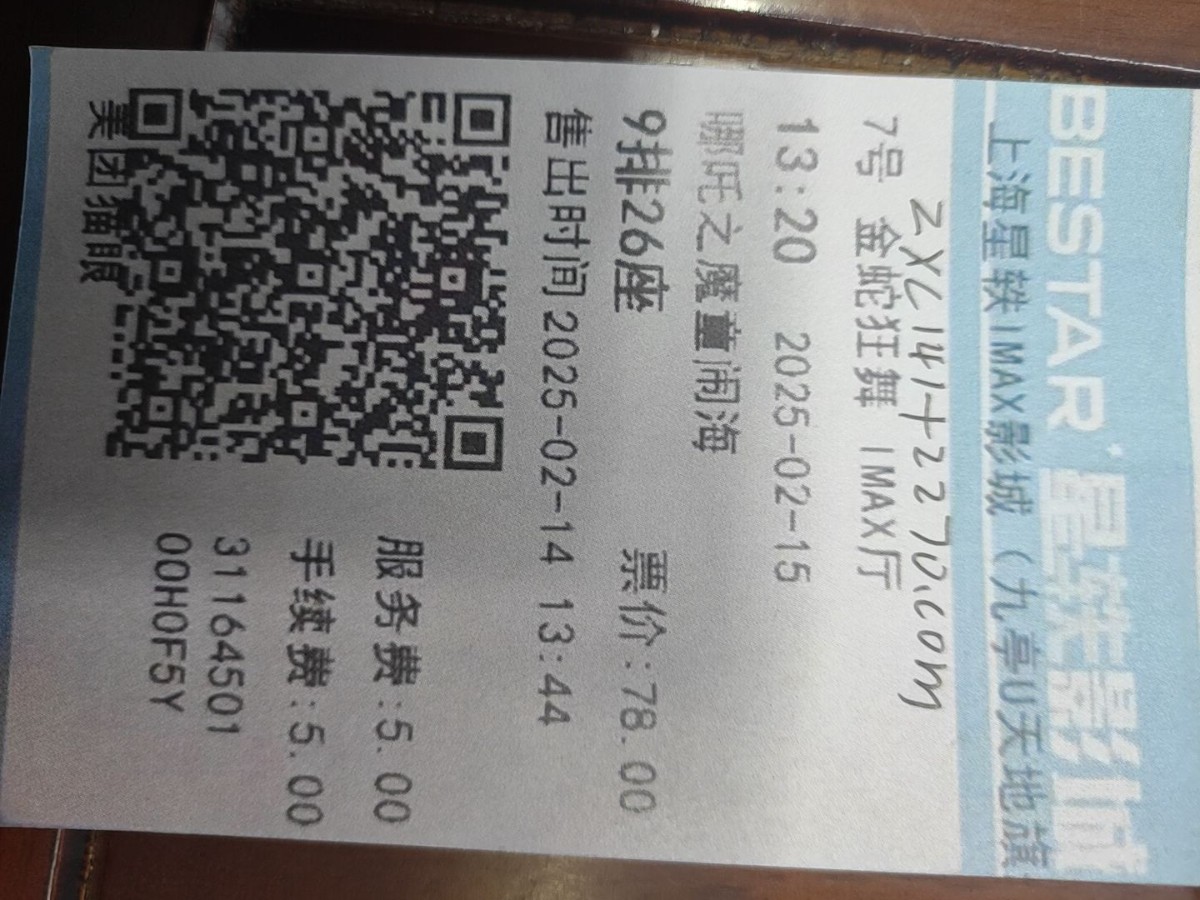 BESTAR 星轶影城
上海星轶IMAX影城（九亭U天地旗
7号 金蛇狂舞 IMAX厅
13:20 2025-02-15
哪吒之魔童闹海
9排26座 票价:78.00
售出时间2025-02-14 13:44
服务费:5.00
手续费:5.00
31164501
00H0F5Y
美团猫眼